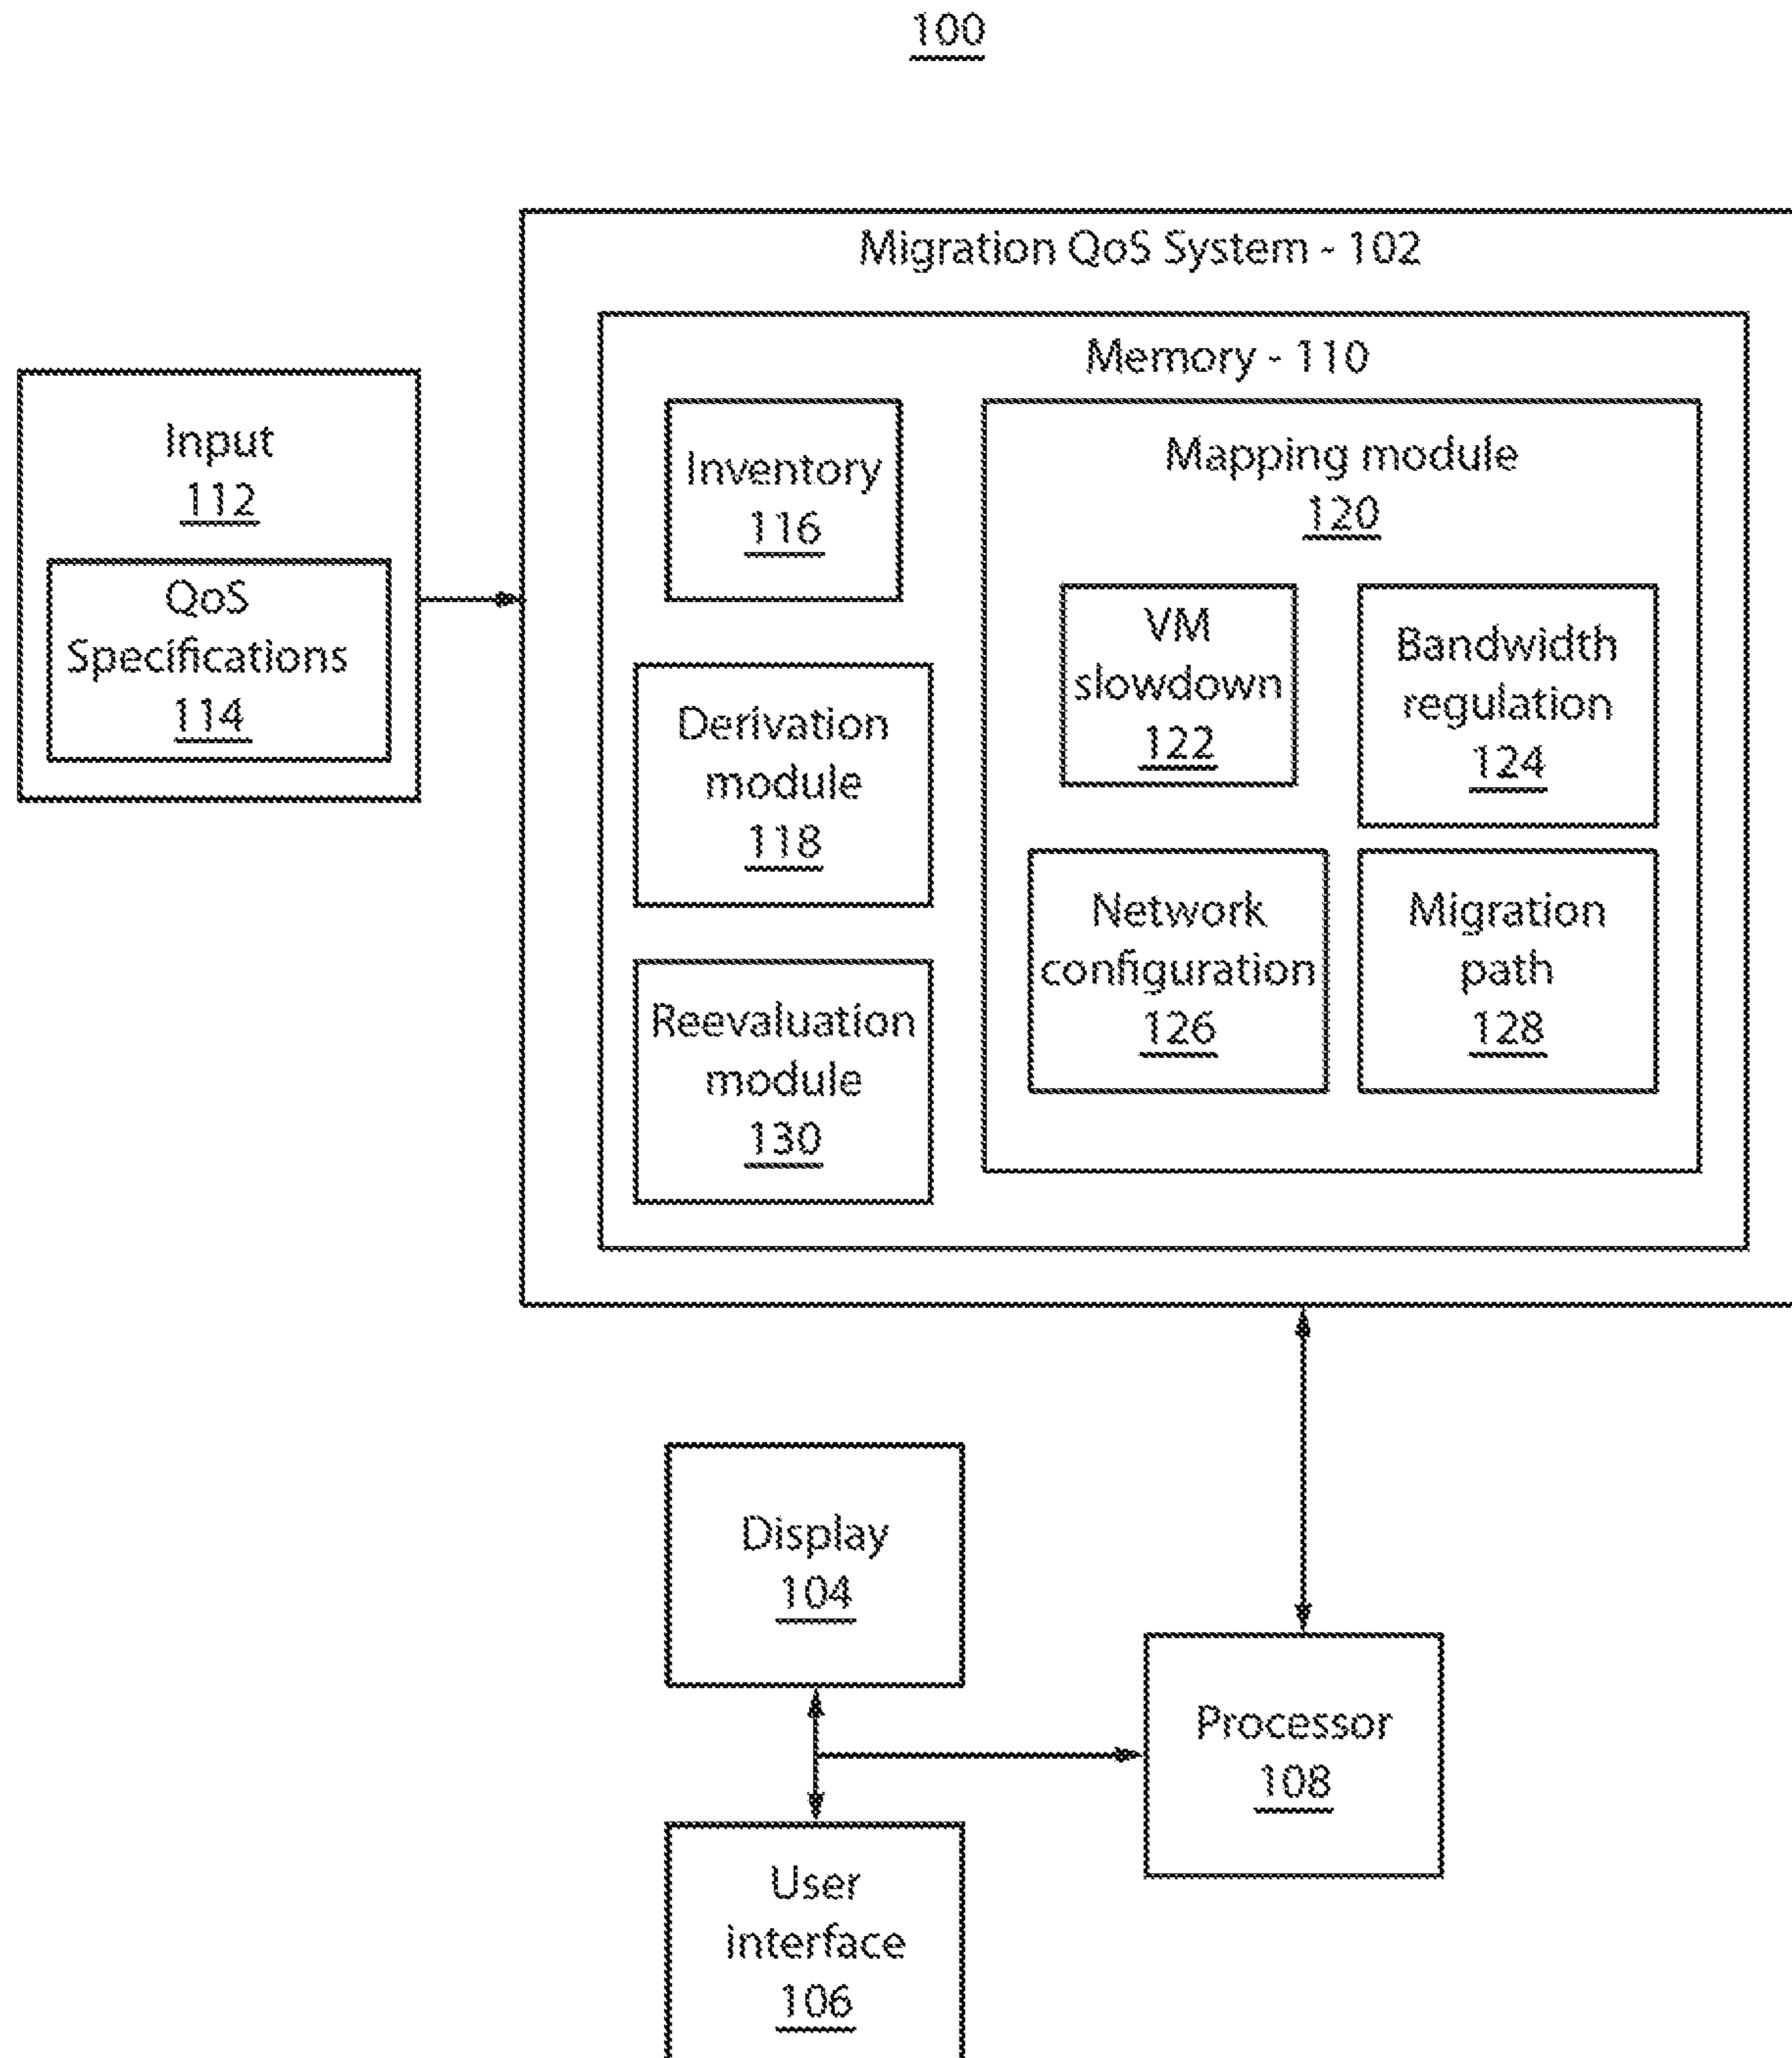 100
Migration QoS System - 102
Memory - 110
Input
112
QoS
Specifications
114
Inventory
116
Derivation
module
118
Reevaluation
module
130
Mapping module
120
VM
slowdown
122
Bandwidth
regulation
124
Network
configuration
126
Migration
path
128
Display
104
Processor
108
User
interface
106